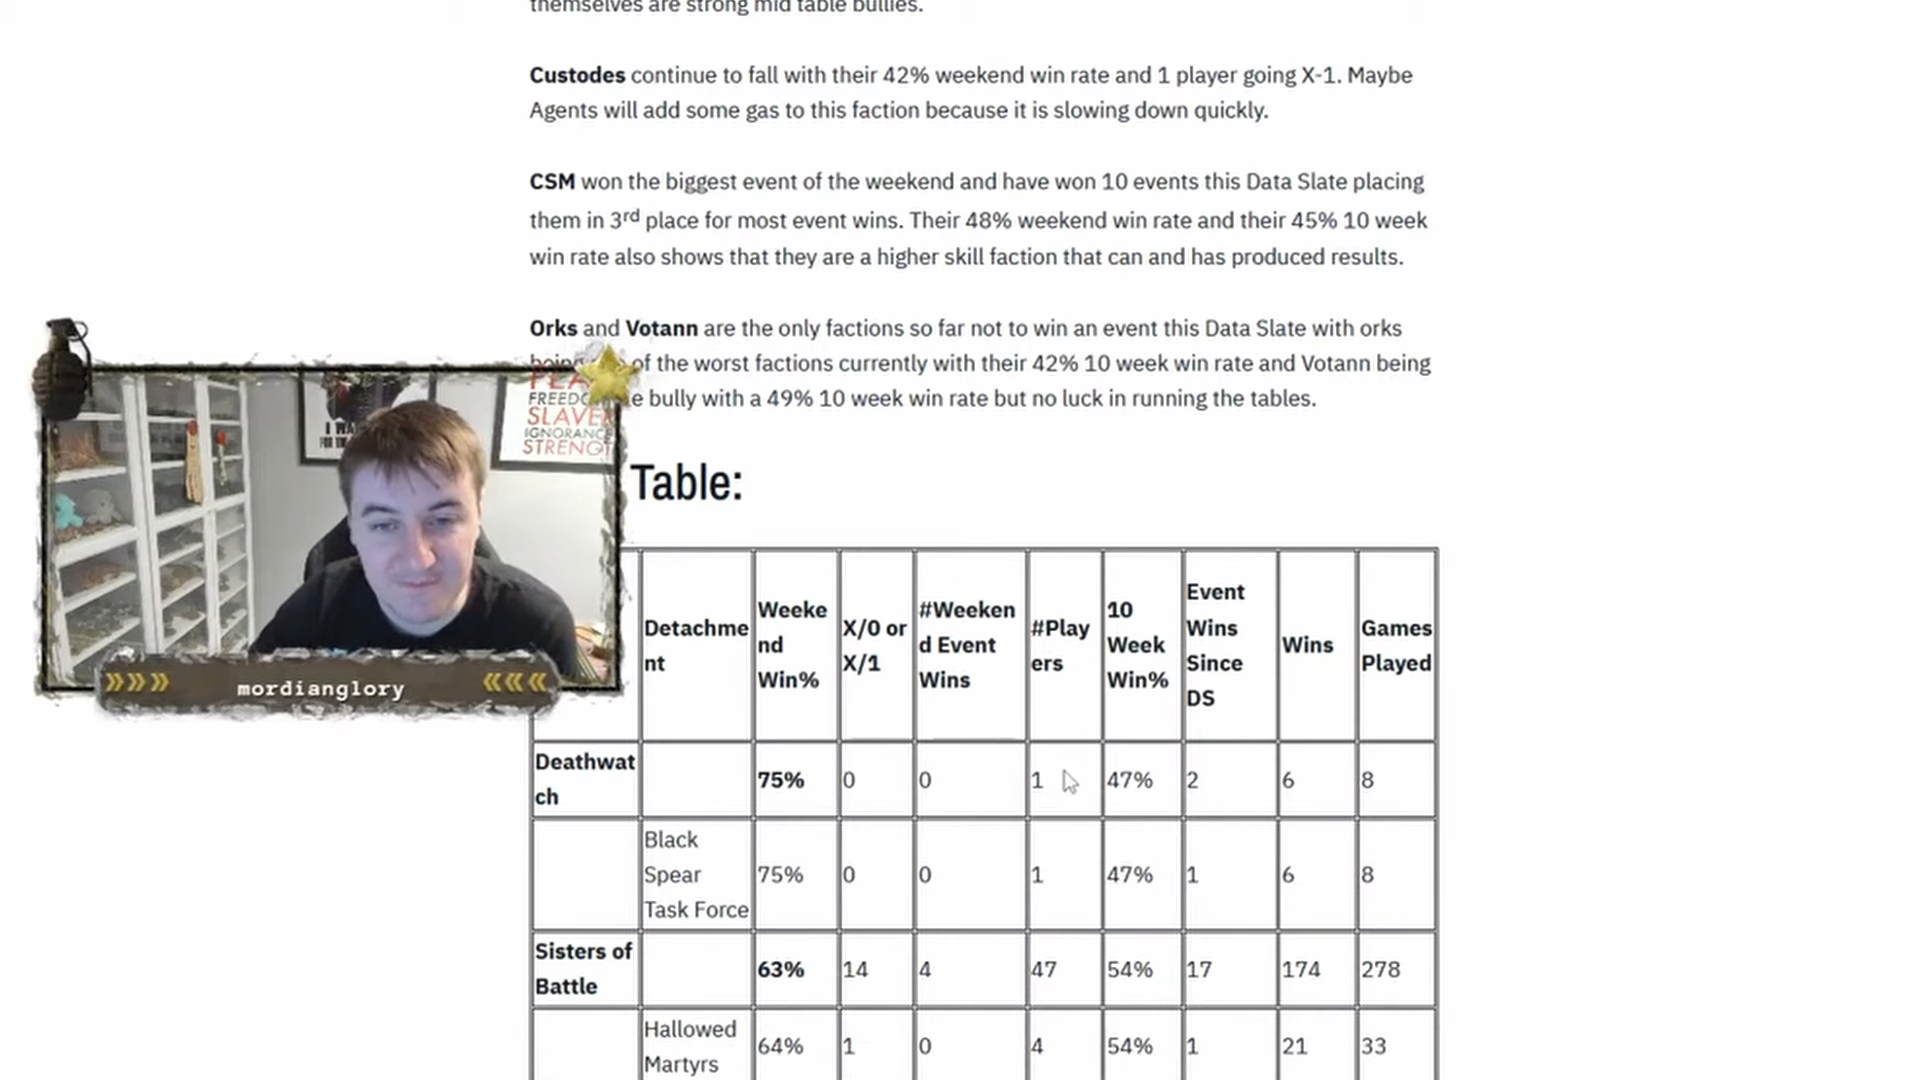 themselves are strong mid table bullies.
Custodes continue to fall with their 42% weekend win rate and 1 player going X-1. Maybe
Agents will add some gas to this faction because it is slowing down quickly.
CSM won the biggest event of the weekend and have won 10 events this Data Slate placing
them in 3rd place for most event wins. Their 48% weekend win rate and their 45% 10 week
win rate also shows that they are a higher skill faction that can and has produced results.
Orks and Votann are the only factions so far not to win an event this Data Slate with orks
being of the worst factions currently with their 42% 10 week win rate and Votann being
bully with a 49% 10 week win rate but no luck in running the tables.
FREEDO
SLAVE
IGNORANCE
STRENG
I WA
FOR
mordianglory
Table:
Detachme
nt
Weeke
nd
Win%
X/0 or
X/1
#Weeken
d Event
Wins
#Play
ers
10
Week
Win%
Event
Wins
Since
DS
Wins
Games
Played
Deathwat
ch
75% 0 0 1 47% 2 6 8
Black
Spear
Task Force
75% 0 0 1 47% 1 6 8
Sisters of
Battle
63% 14 4 47 54% 17 174 278
Hallowed
Martyrs
64% 1 0 4 54% 1 21 33